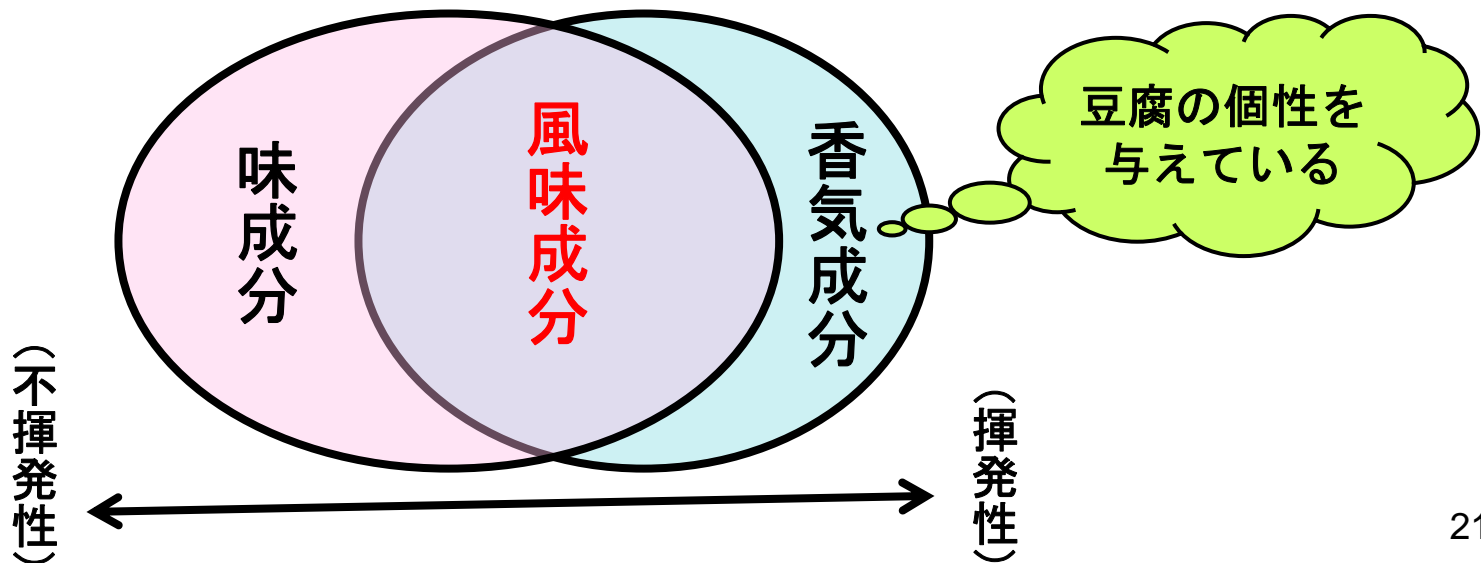 味成分
風味成分
香気成分
豆腐の個性を
与えている
（不揮発性）
（揮発性）
21